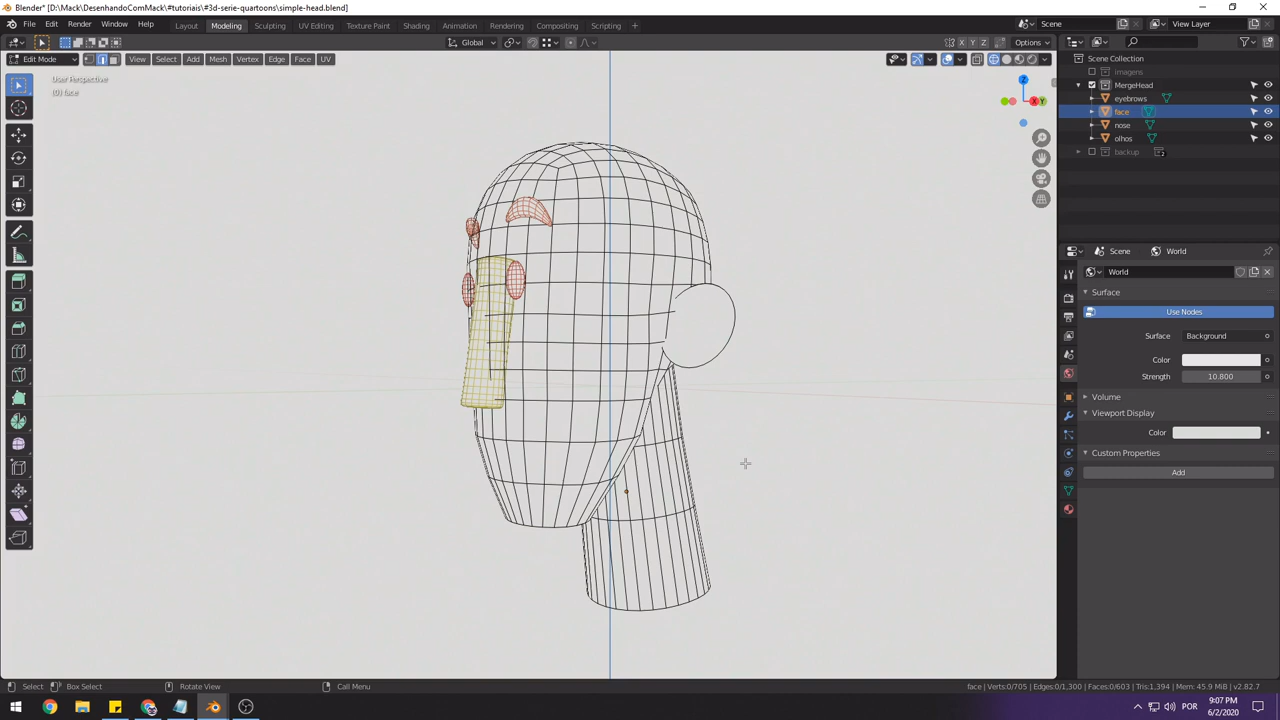 Blender* [D:\Mack\DesenhandoComMack\#tutoriais\#3d-serie-quartoons\simple-head.blend]
File Edit Render Window Help Layout Modeling Sculpting UV Editing Texture Paint Shading Animation Rendering Compositing Scripting Scene View Layer
Global X Y Z Options
Edit Mode View Select Add Mesh Vertex Edge Face UV
User Perspective
(0) face
Z
X Y
Scene Collection
Imagens
MergeHead
eyebrows
face
nose
olhos
backup
Scene World
World
Surface
Use Nodes
Surface Background
Color
Strength 10.800
Volume
Viewport Display
Color
Custom Properties
Add
Select Box Select Rotate View Call Menu face | Verts:0/705 | Edges:0/1,300 | Faces:0/603 | Tris:1,394 | Mem: 45.9 MiB | v2.82.7
POR 9:07 PM
6/2/2020